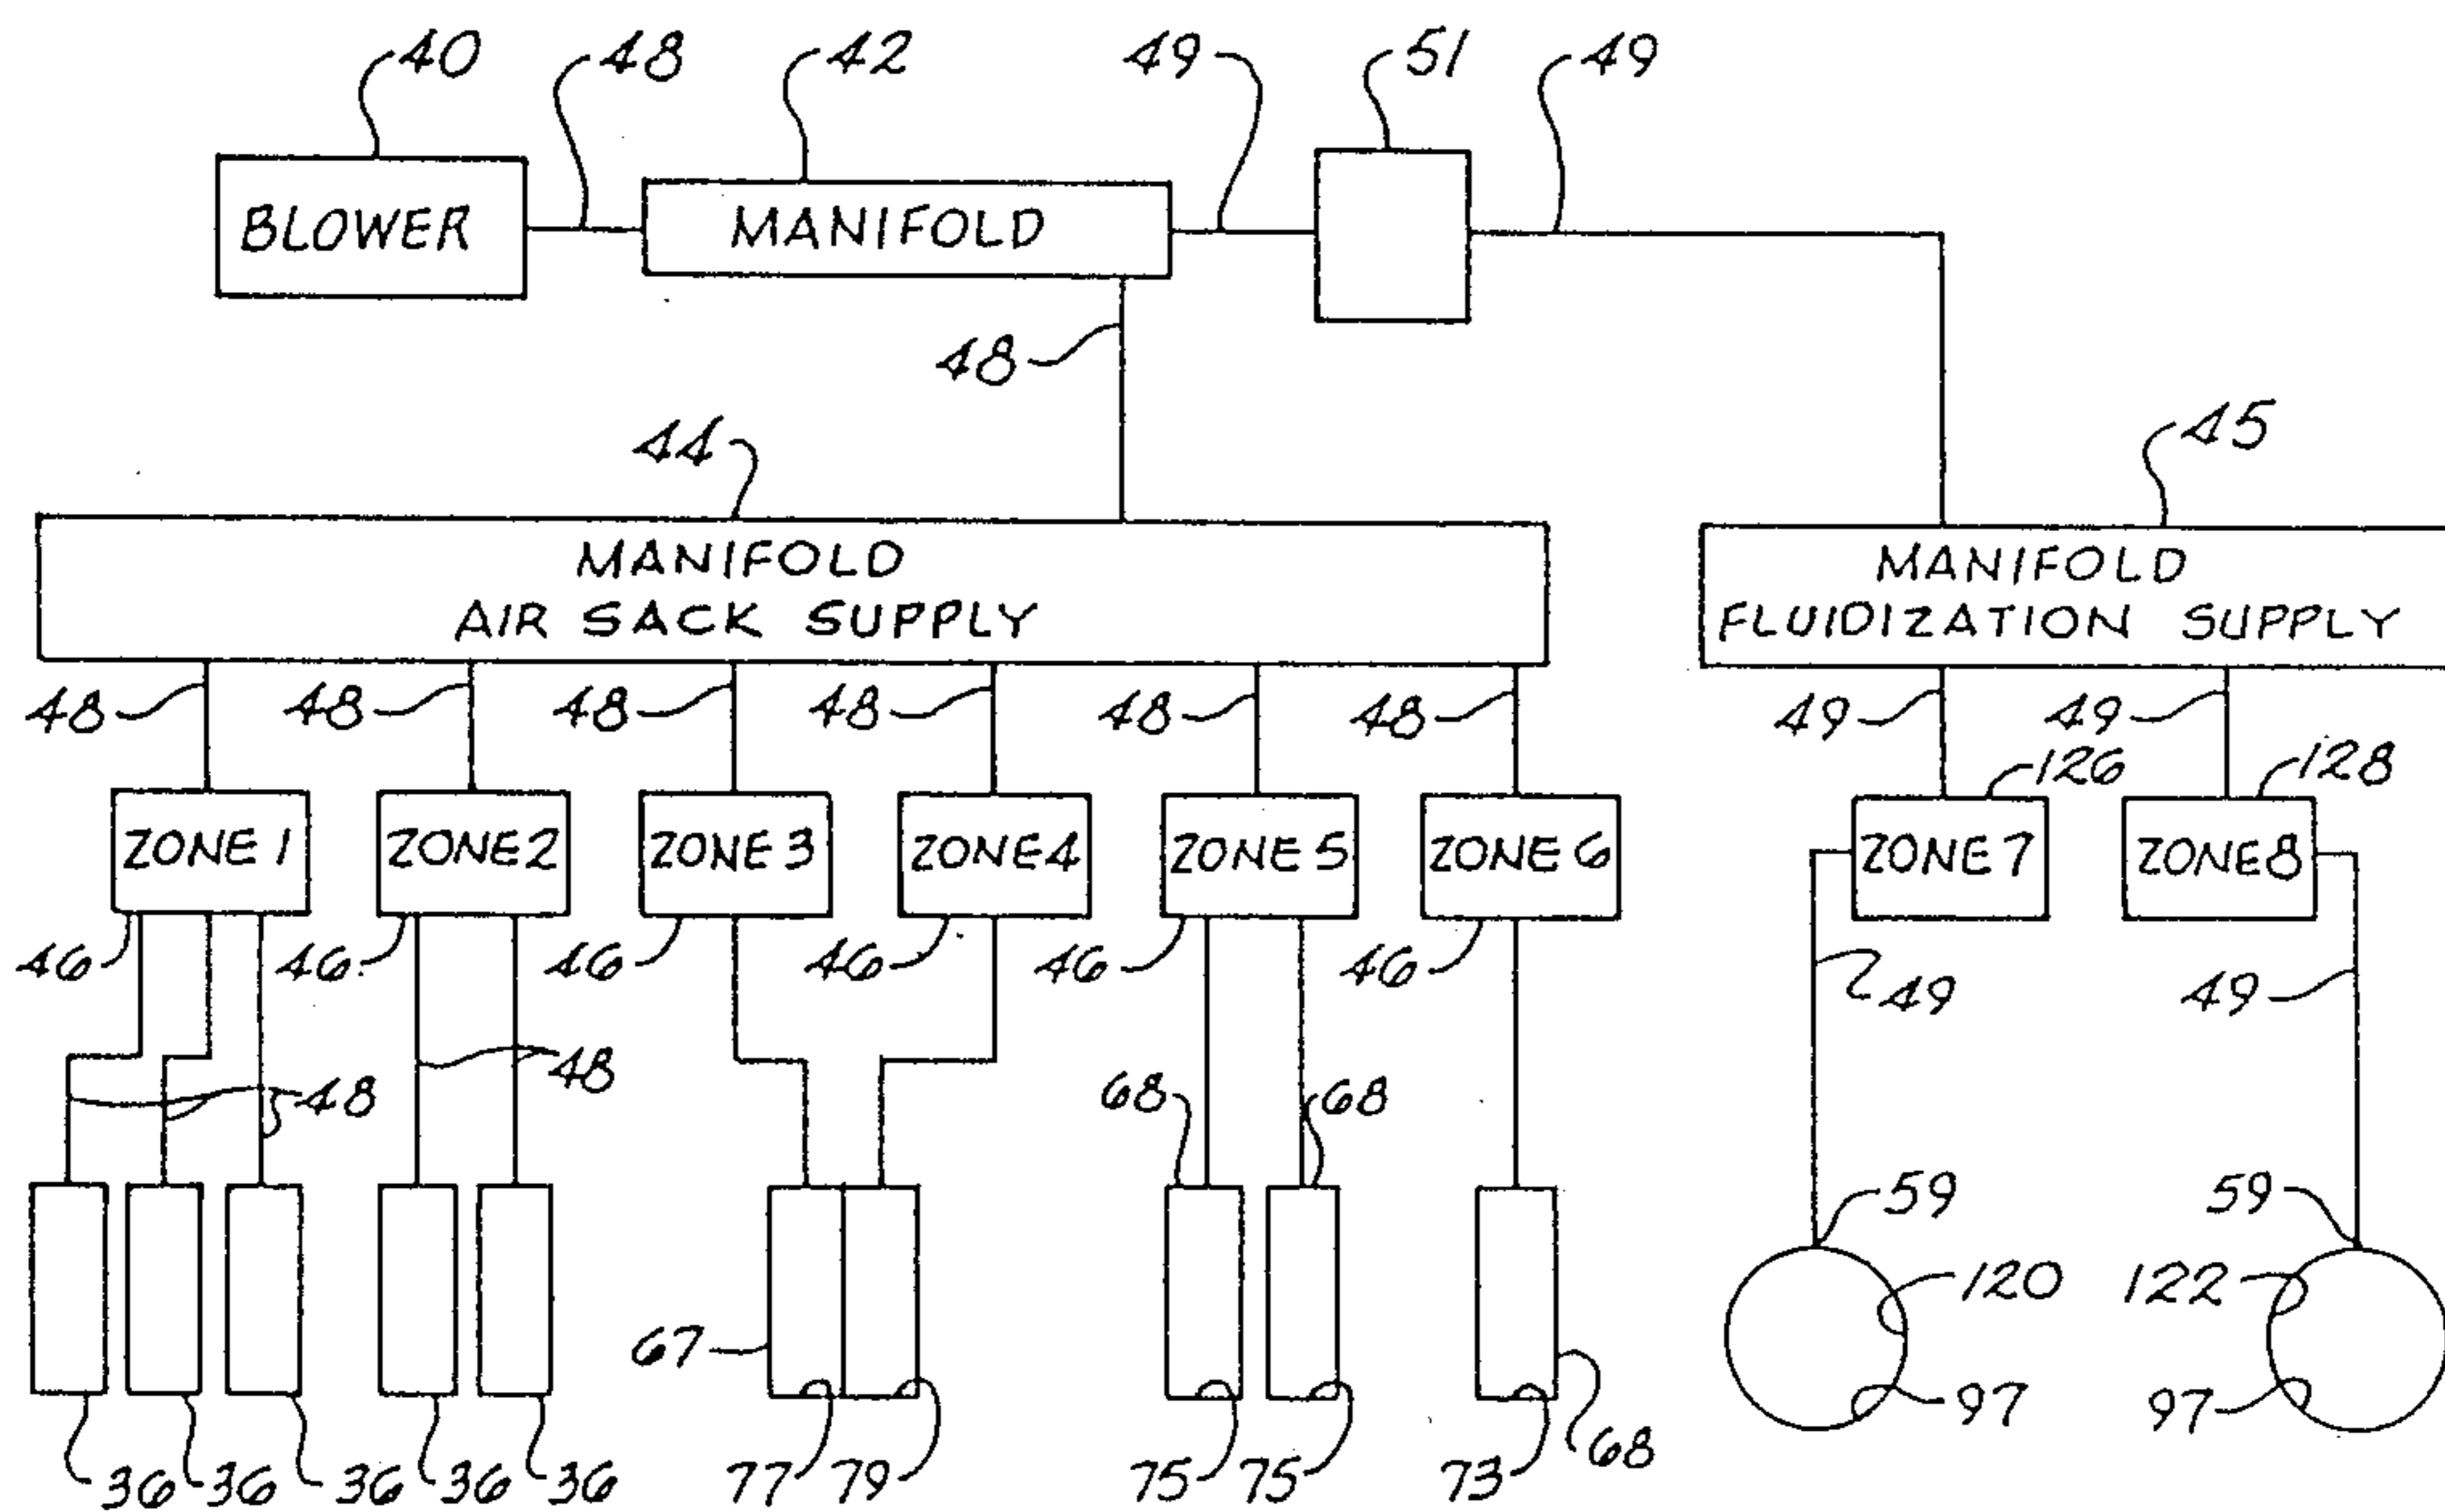 40 48 42 49 51 49
BLOWER MANIFOLD
48
44 45
MANIFOLD
AIR SACK SUPPLY
MANIFOLD
FLUIDIZATION SUPPLY
48 48 48 48 48 48 49 49
126 128
ZONE 1 ZONE 2 ZONE 3 ZONE 4 ZONE 5 ZONE 6 ZONE 7 ZONE 8
46 46 46 46 46 46
49 49
48 48 68 68
59 59
120 122
67
97 97
68
36 36 36 36 36 77 79 75 75 73